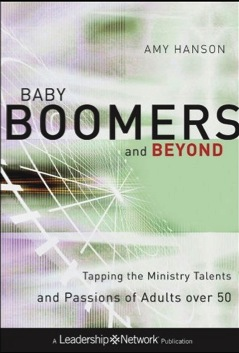 AMY HANSON
BABY
BOOMERS
and BEYOND
Tapping the Ministry Talents
and Passions of Adults over 50
A Leadership Network Publication